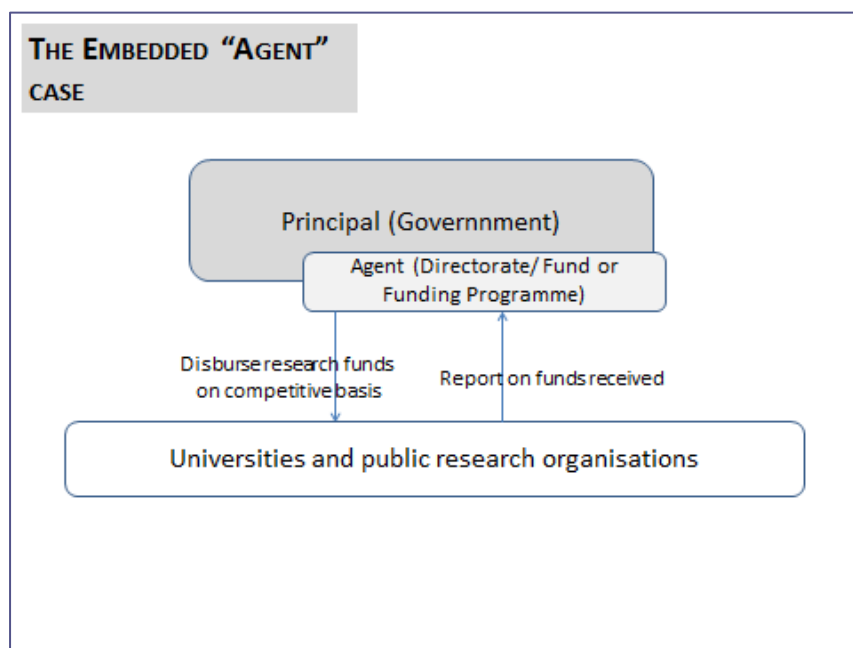 THE EMBEDDED “AGENT”
CASE
Principal (Governnment)
Agent (Directorate/ Fund or
Funding Programme)
Disburse research funds
on competitive basis
Report on funds received
Universities and public research organisations